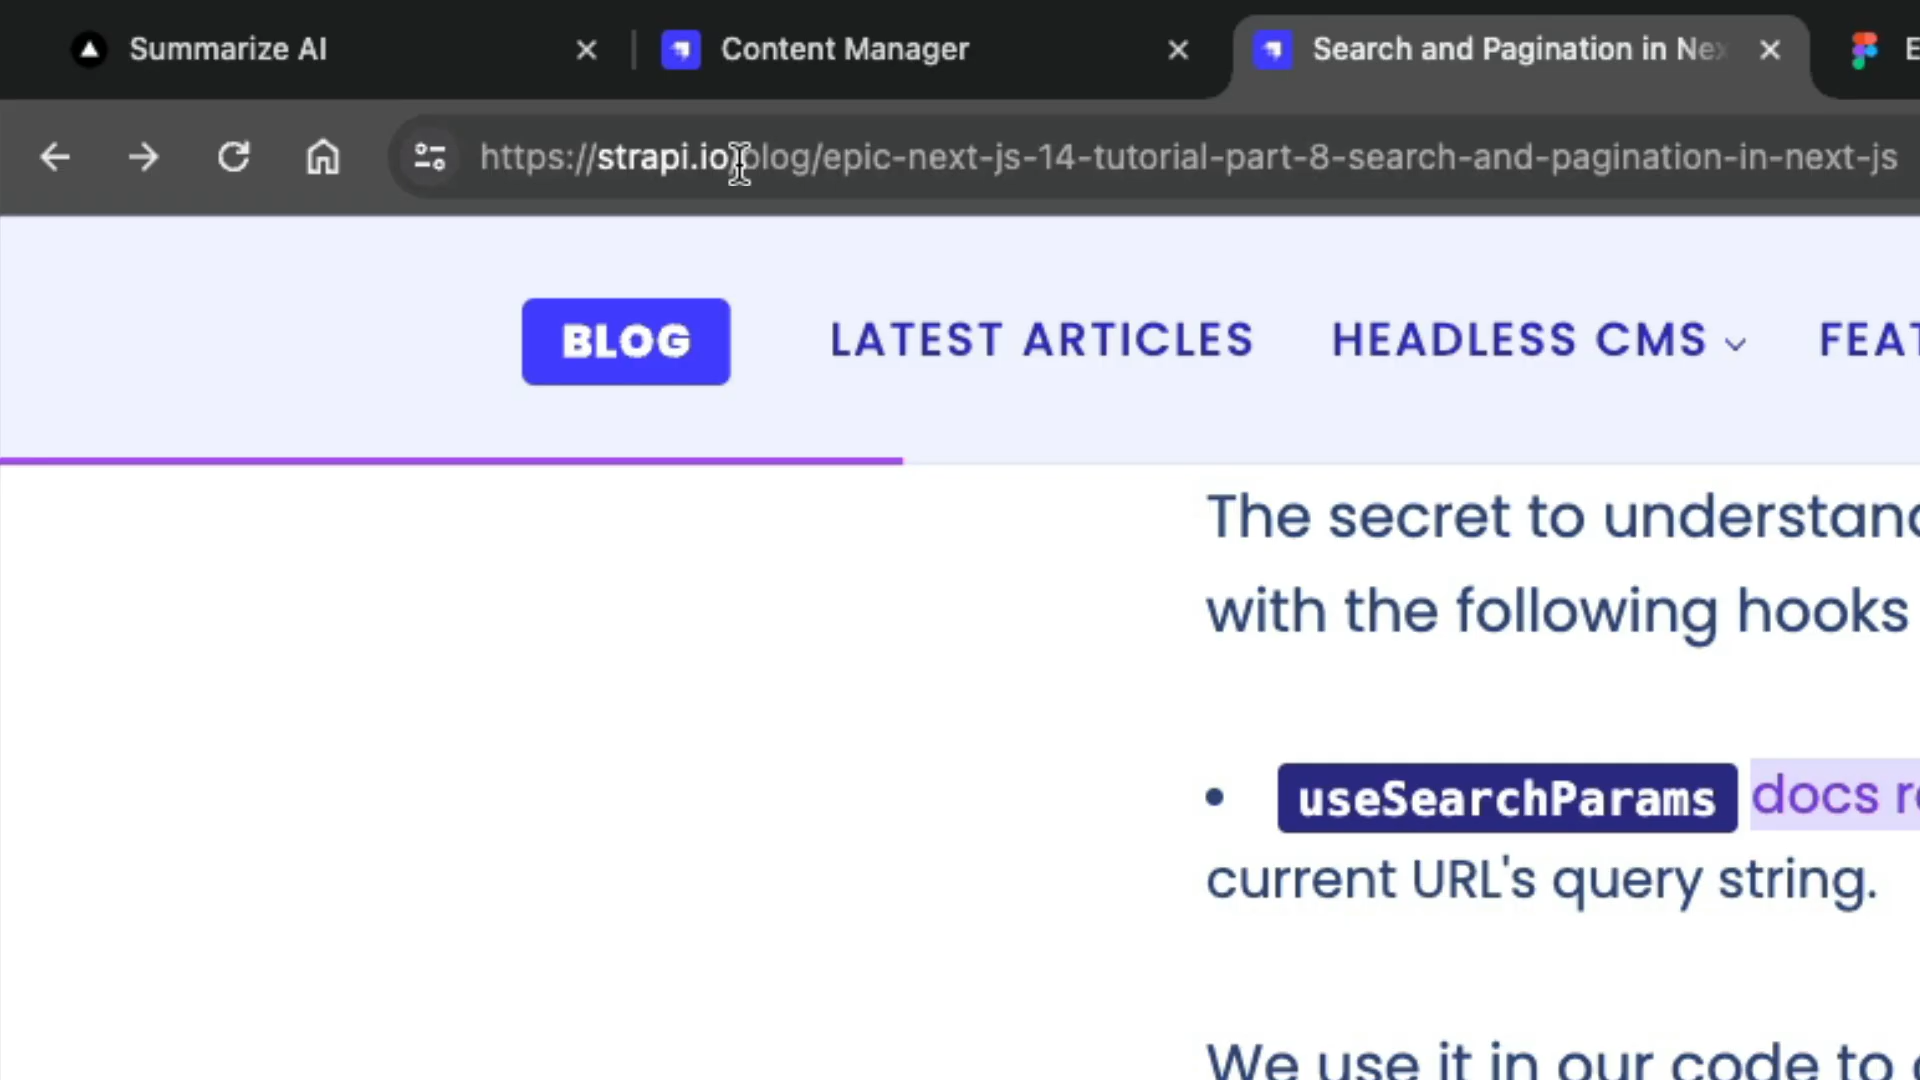 Summarize AI
Content Manager
Search and Pagination in Nex
E
https://strapi.io/blog/epic-next-js-14-tutorial-part-8-search-and-pagination-in-next-js
BLOG
LATEST ARTICLES
HEADLESS CMS
FEAT
The secret to understand
with the following hooks
• useSearchParams docs re
current URL's query string.
We use it in our code to